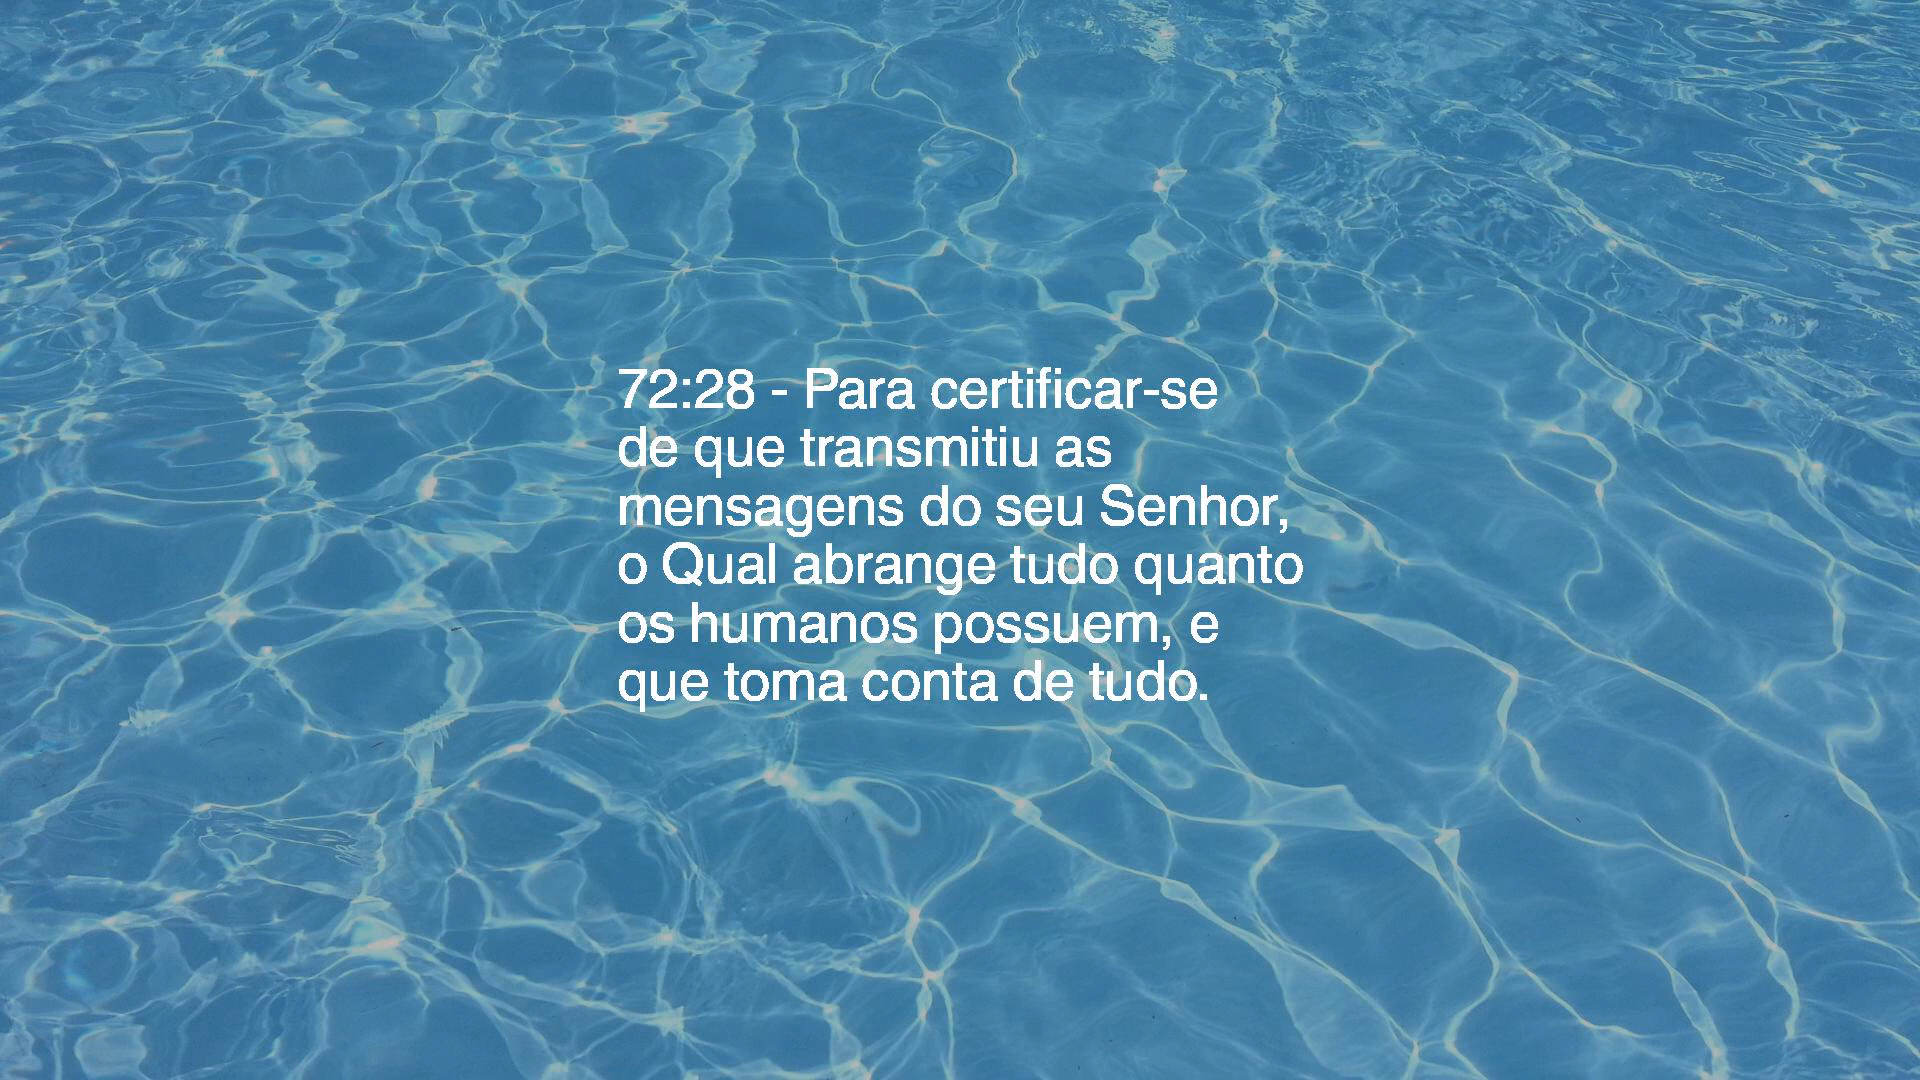 72:28 - Para certificar-se
de que transmitiu as
mensagens do seu Senhor,
o Qual abrange tudo quanto
os humanos possuem, e
que toma conta de tudo.